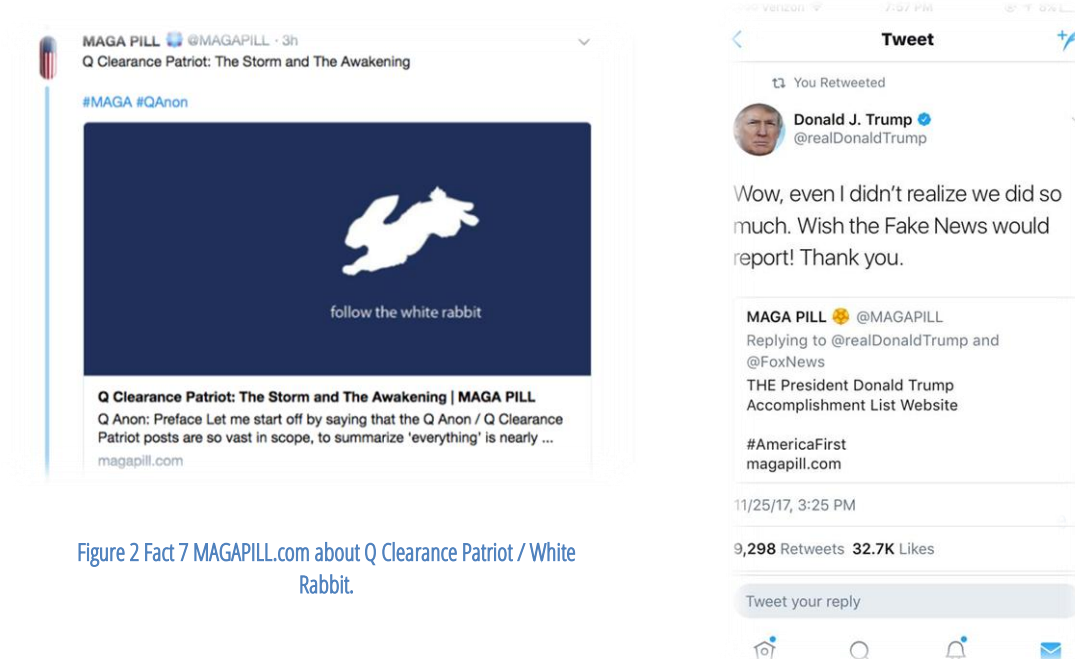 MAGA PILL @MAGAPILL · 3h
Q Clearance Patriot: The Storm and The Awakening
#MAGA #QAnon
follow the white rabbit
Q Clearance Patriot: The Storm and The Awakening | MAGA PILL
Q Anon: Preface Let me start off by saying that the Q Anon / Q Clearance
Patriot posts are so vast in scope, to summarize 'everything' is nearly ...
magapill.com
Figure 2 Fact 7 MAGAPILL.com about Q Clearance Patriot / White
Rabbit.
Verizon 7:57 PM 8%
Tweet
You Retweeted
Donald J. Trump
@realDonaldTrump
Wow, even I didn't realize we did so
much. Wish the Fake News would
report! Thank you.
MAGA PILL @MAGAPILL
Replying to @realDonaldTrump and
@FoxNews
THE President Donald Trump
Accomplishment List Website
#AmericaFirst
magapill.com
11/25/17, 3:25 PM
9,298 Retweets 32.7K Likes
Tweet your reply